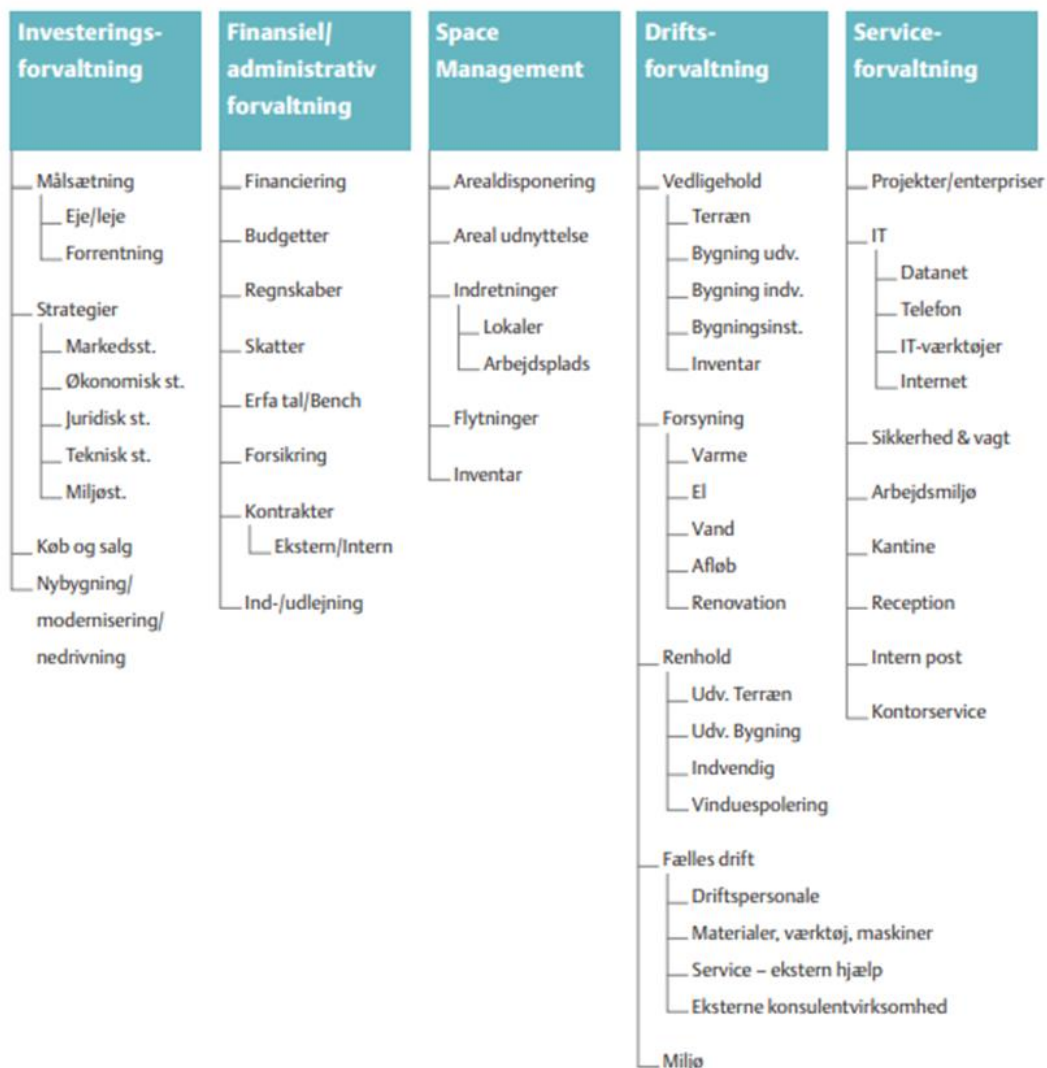 Investerings-
forvaltning
Målsætning
Eje/leje
Forrentning
Strategier
Markedsst.
Økonomisk st.
Juridisk st.
Teknisk st.
Miljøst.
Køb og salg
Nybygning/
modernisering/
nedrivning
Finansiel/
administrativ
forvaltning
Financiering
Budgetter
Regnskaber
Skatter
Erfa tal/Bench
Forsikring
Kontrakter
Ekstern/Intern
Ind-/udlejning
Space
Management
Arealdisponering
Areal udnyttelse
Indretninger
Lokaler
Arbejdsplads
Flytninger
Inventar
Drifts-
forvaltning
Vedligehold
Terræn
Bygning udv.
Bygning indv.
Bygningsinst.
Inventar
Forsyning
Varme
El
Vand
Afløb
Renovation
Renhold
Udv. Terræn
Udv. Bygning
Indvendig
Vinduespolering
Fælles drift
Driftspersonale
Materialer, værktøj, maskiner
Service – ekstern hjælp
Eksterne konsulentvirksomhed
Miljø
Service-
forvaltning
Projekter/enterpriser
IT
Datanet
Telefon
IT-værktøjer
Internet
Sikkerhed & vagt
Arbejdsmiljø
Kantine
Reception
Intern post
Kontorservice